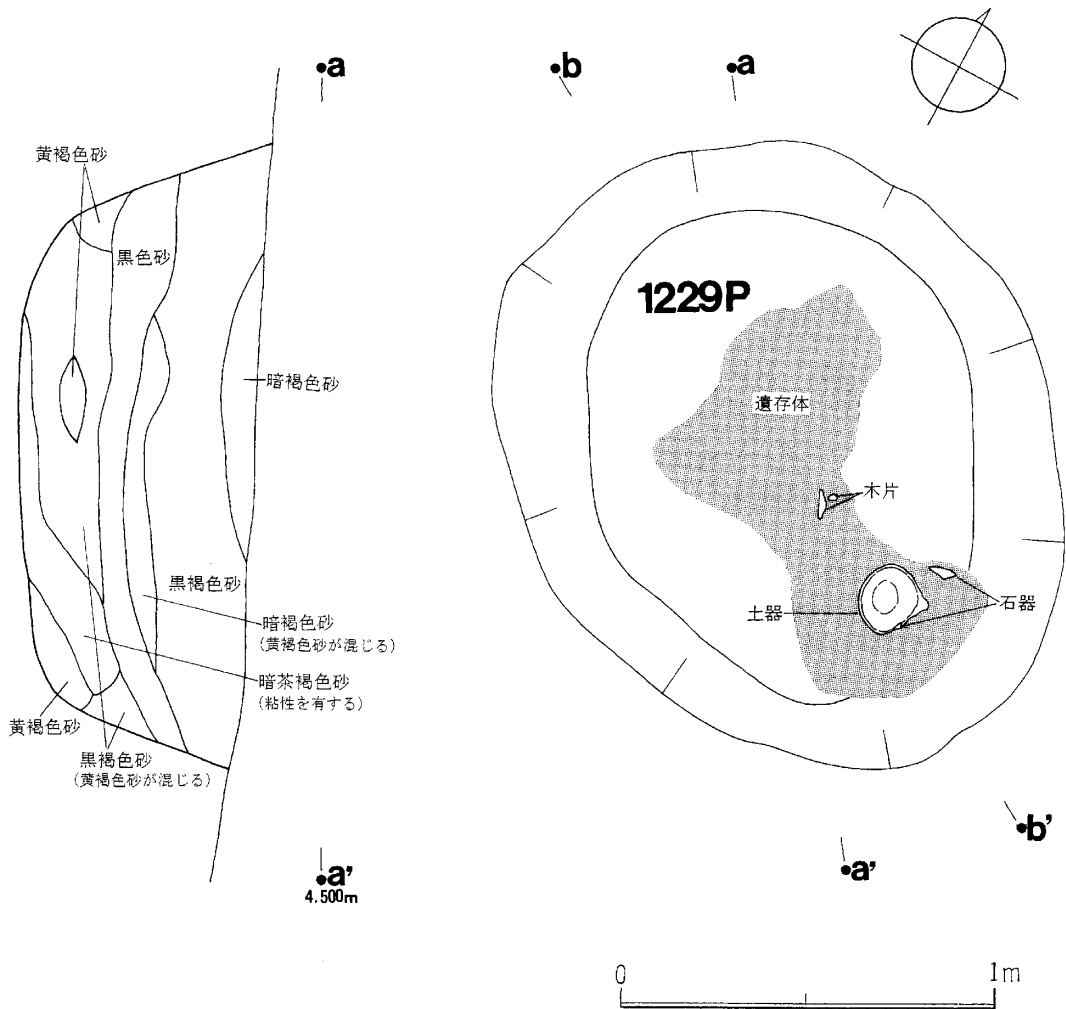 a
b
a
黄褐色砂
黒色砂
1229P
暗褐色砂
遺存体
木片
黒褐色砂
土器
石器
暗褐色砂
(黄褐色砂が混じる)
暗茶褐色砂
(粘性を有する)
黄褐色砂
黒褐色砂
(黄褐色砂が混じる)
b'
a'
4.500m
a'
0
1m